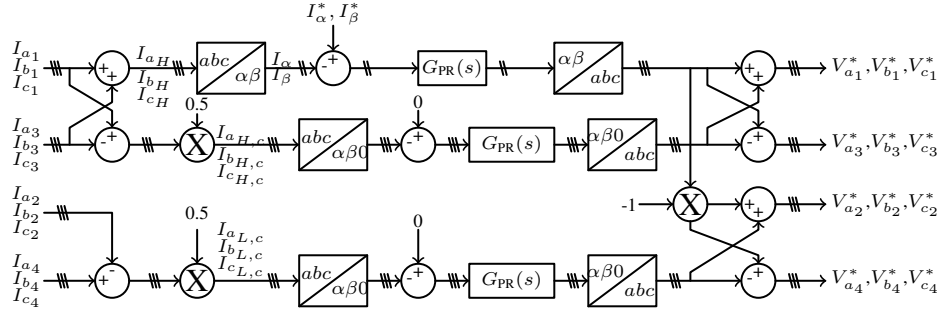 I*_α, I*_β
I_{a_1}
I_{b_1}
I_{c_1}
+
+
I_{a_H}
I_{b_H}
I_{c_H}
abc
αβ
I_α
I_β
-
+
G_PR(s)
αβ
abc
+
+
V*_{a_1},V*_{b_1},V*_{c_1}
0.5
0
I_{a_3}
I_{b_3}
I_{c_3}
-
+
X
I_{a_{H,c}}
I_{b_{H,c}}
I_{c_{H,c}}
abc
αβ0
-
+
G_PR(s)
αβ0
abc
-
+
V*_{a_3},V*_{b_3},V*_{c_3}
I_{a_2}
I_{b_2}
I_{c_2}
-1
X
+
+
V*_{a_2},V*_{b_2},V*_{c_2}
0.5
0
I_{a_4}
I_{b_4}
I_{c_4}
-
+
X
I_{a_{L,c}}
I_{b_{L,c}}
I_{c_{L,c}}
abc
αβ0
-
+
G_PR(s)
αβ0
abc
-
+
V*_{a_4},V*_{b_4},V*_{c_4}